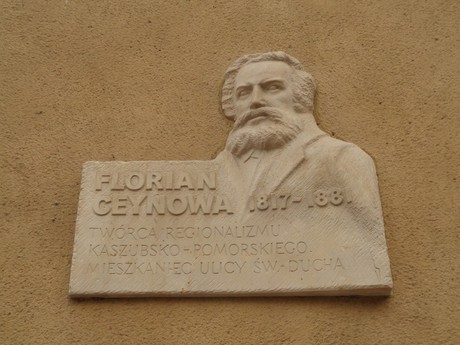 FLORIAN
CEYNOWA 1817-1881
TWÓRCA REGIONALIZMU
KASZUBSKO-POMORSKIEGO.
MIESZKANIEC ULICY ŚW. DUCHA